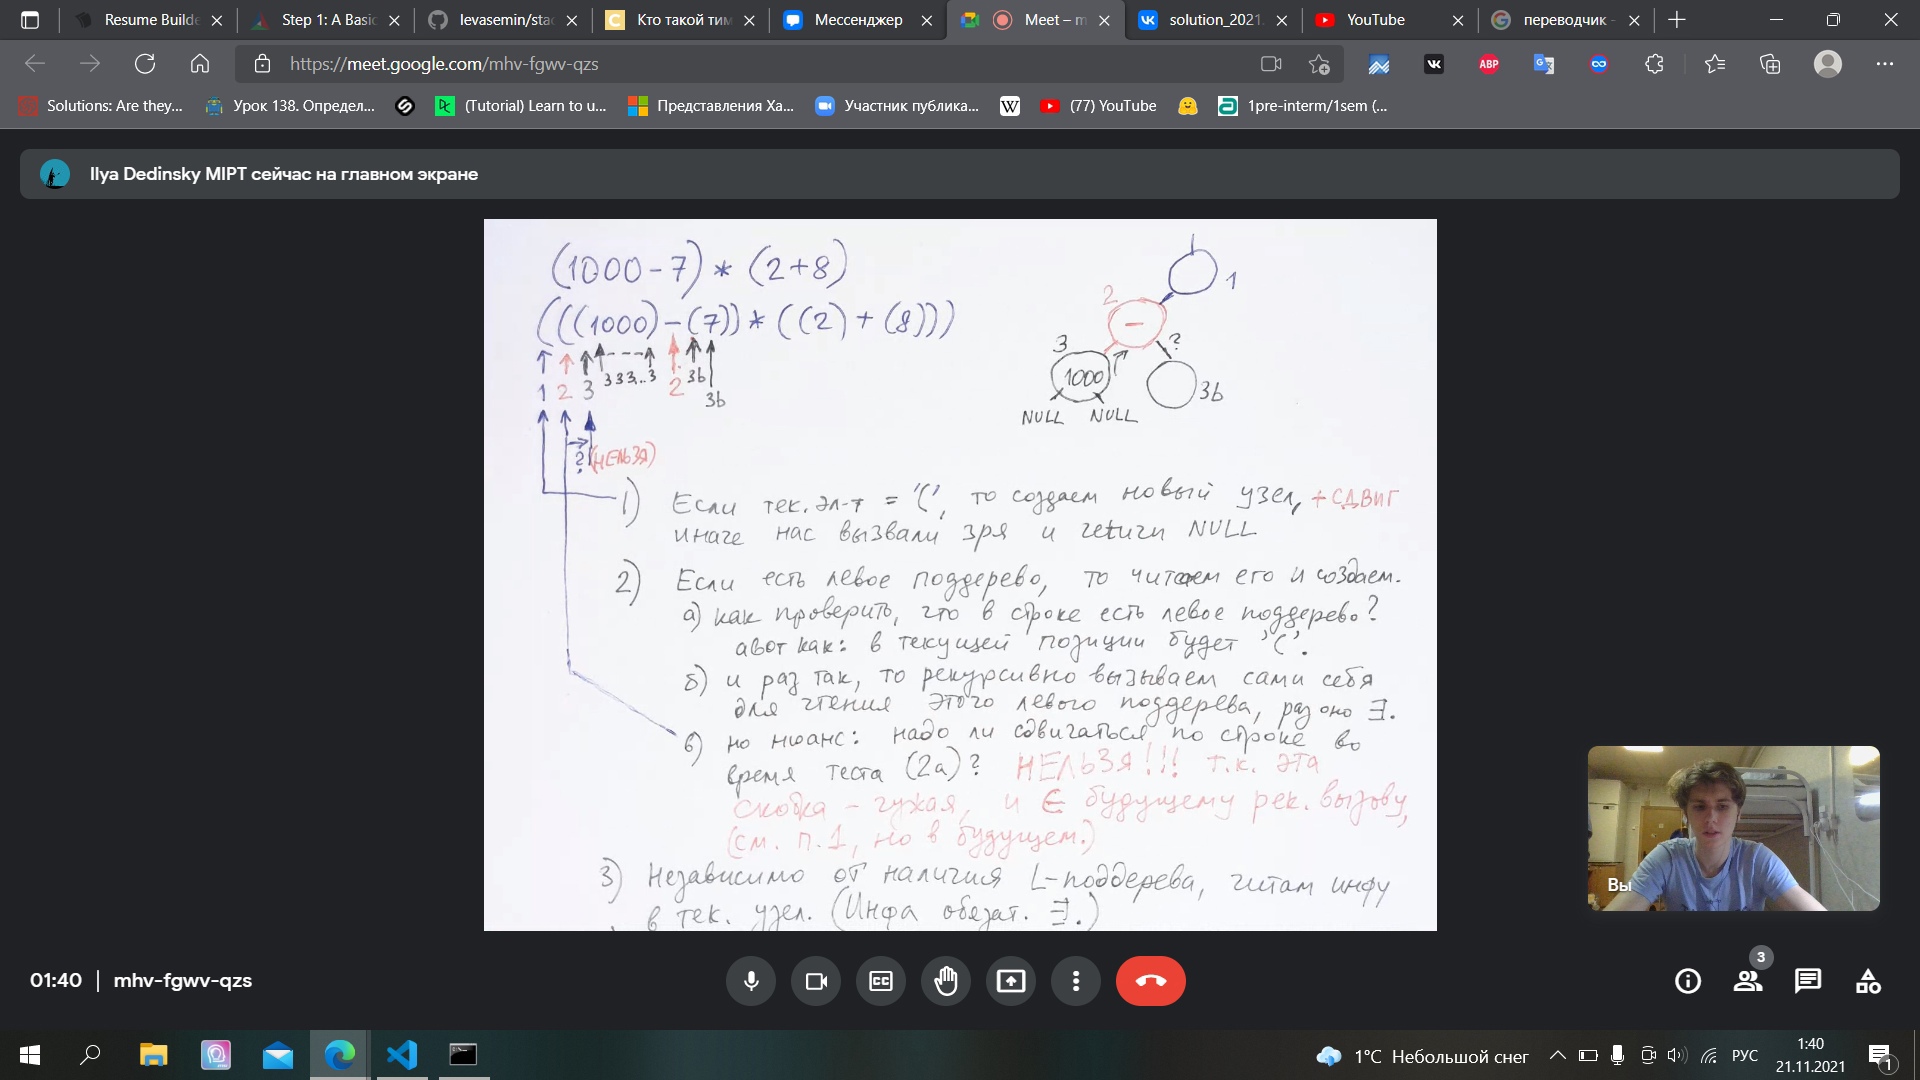 Resume Builde
Step 1: A Basic
levasemin/stac
Кто такой тим
Мессенджер
Meet – m
solution_2021.
YouTube
переводчик -
https://meet.google.com/mhv-fgwv-qzs
Solutions: Are they...
Урок 138. Определ...
(Tutorial) Learn to u...
Представления Ха...
Участник публика...
(77) YouTube
1pre-interm/1sem (...
Ilya Dedinsky MIPT сейчас на главном экране
(1000-7) * (2+8)
(((1000)-(7))*((2)+(8)))
1 2 3 3 3 3,..3 2 3b
3b
? (НЕЛЬЗЯ)
1
2
-
3
?
1000
3b
NULL NULL
1) Если тек. эл-т = '(', то создаем новый узел, + СДВИГ
иначе нас вызвали зря и return NULL
2) Если есть левое поддерево, то читаем его и создаем.
а) как проверить, что в строке есть левое поддерево?
а вот как: в текущей позиции будет '('.
б) и раз так, то рекурсивно вызываем сами себя
для чтения этого левого поддерева, раз оно ∃.
в) но нюанс: надо ли сдвигаться по строке во
время теста (2а)? НЕЛЬЗЯ!!! т.к. эта
скобка – чужая, и ∈ будущему рек. вызову,
(см. п.1, но в будущем.)
3) Независимо от наличия L-поддерева, читам инфу
в тек. узел. (Инфа обязат. ∃.)
Вы
01:40 | mhv-fgwv-qzs
3
1°C Небольшой снег
РУС
1:40
21.11.2021
1